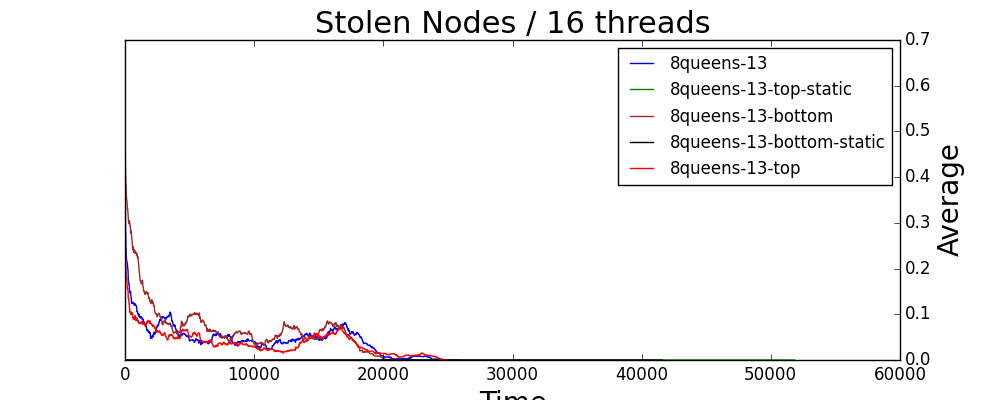 Stolen Nodes / 16 threads
0.7
0.6
0.5
0.4
0.3
0.2
0.1
0.0
Average
8queens-13
8queens-13-top-static
8queens-13-bottom
8queens-13-bottom-static
8queens-13-top
0 10000 20000 30000 40000 50000 60000
Time